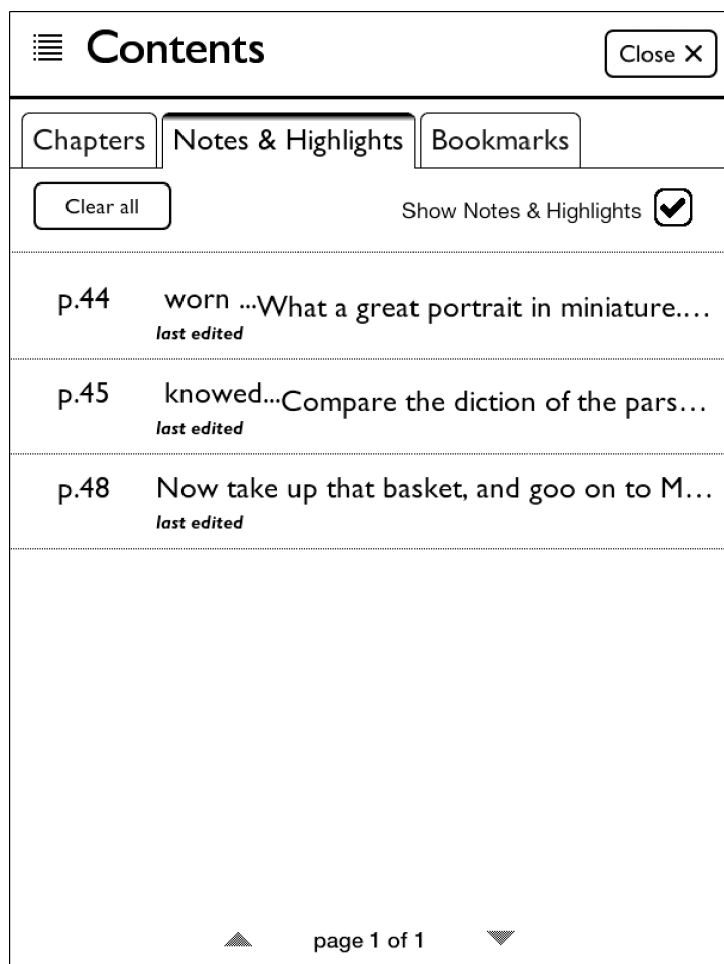 Contents
Close X
Chapters Notes & Highlights Bookmarks
Clear all Show Notes & Highlights
p.44 worn ...What a great portrait in miniature....
last edited
p.45 knowed...Compare the diction of the pars...
last edited
p.48 Now take up that basket, and goo on to M...
last edited
page 1 of 1